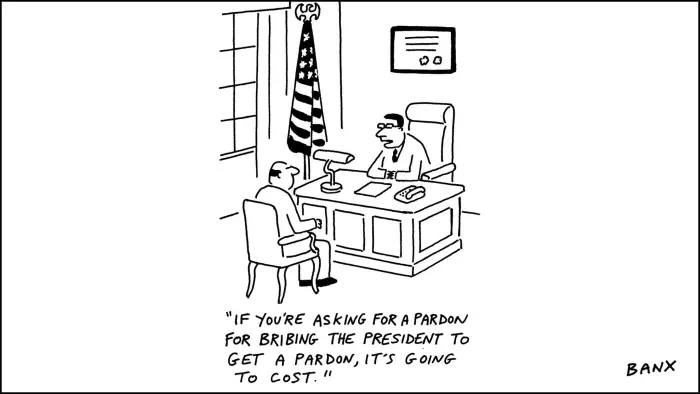 "IF YOU'RE ASKING FOR A PARDON
FOR BRIBING THE PRESIDENT TO
GET A PARDON, IT'S GOING
TO COST."
BANX